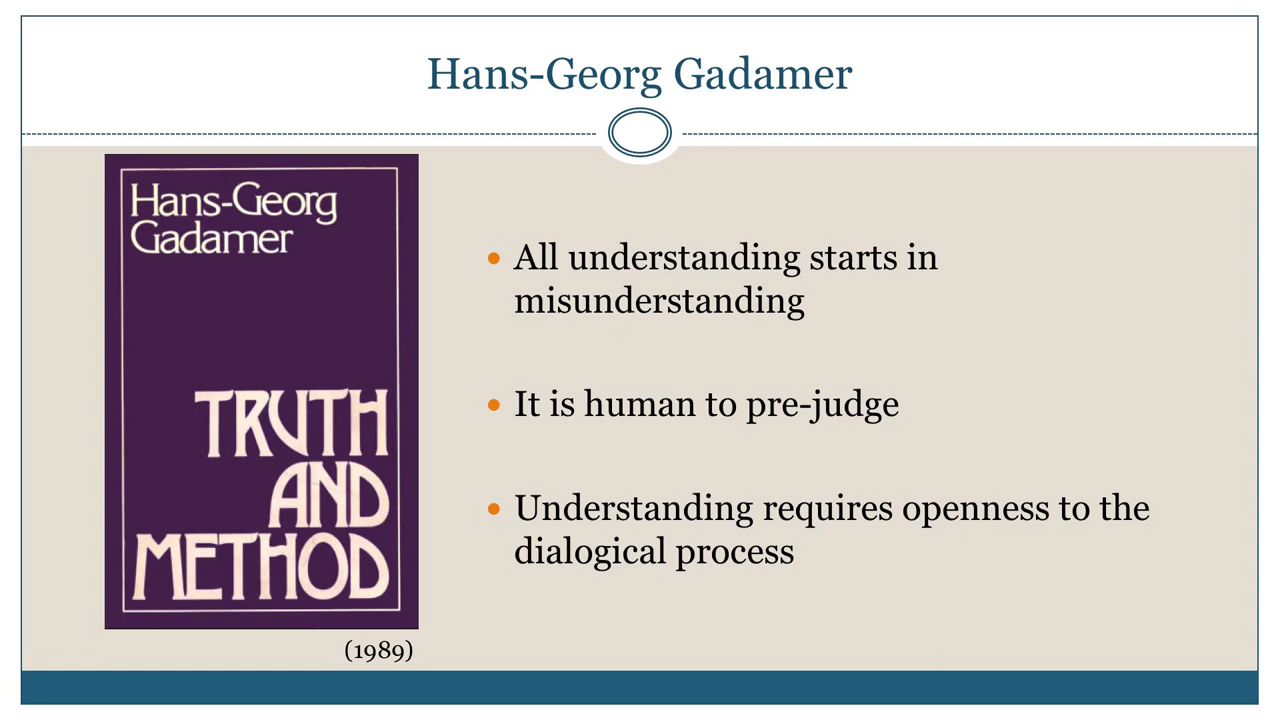 Hans-Georg Gadamer
Hans-Georg
Gadamer
TRUTH
AND
METHOD
(1989)
• All understanding starts in
misunderstanding
• It is human to pre-judge
• Understanding requires openness to the
dialogical process